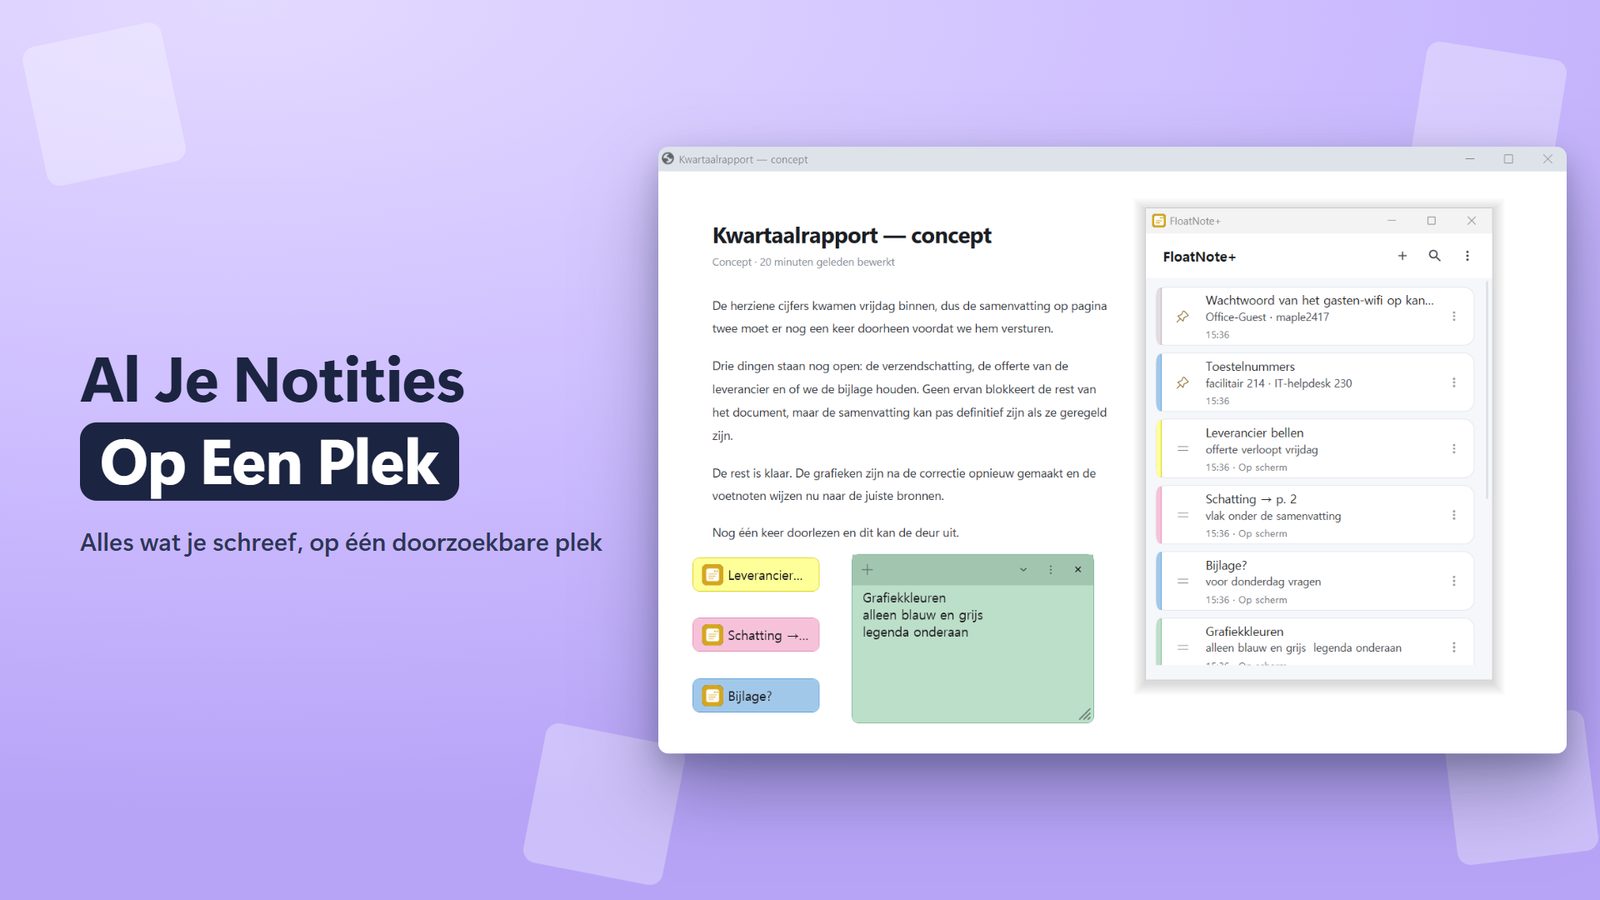 Al Je Notities
Op Een Plek
Alles wat je schreef, op één doorzoekbare plek
Kwartaalrapport — concept
Kwartaalrapport — concept
Concept · 20 minuten geleden bewerkt
De herziene cijfers kwamen vrijdag binnen, dus de samenvatting op pagina
twee moet er nog een keer doorheen voordat we hem versturen.
Drie dingen staan nog open: de verzendschatting, de offerte van de
leverancier en of we de bijlage houden. Geen ervan blokkeert de rest van
het document, maar de samenvatting kan pas definitief zijn als ze geregeld
zijn.
De rest is klaar. De grafieken zijn na de correctie opnieuw gemaakt en de
voetnoten wijzen nu naar de juiste bronnen.
Nog één keer doorlezen en dit kan de deur uit.
Leverancier...
Schatting →...
Bijlage?
Grafiekkleuren
alleen blauw en grijs
legenda onderaan
FloatNote+
FloatNote+
Wachtwoord van het gasten-wifi op kan...
Office-Guest · maple2417
15:36
Toestelnummers
facilitair 214 · IT-helpdesk 230
15:36
Leverancier bellen
offerte verloopt vrijdag
15:36 · Op scherm
Schatting → p. 2
vlak onder de samenvatting
15:36 · Op scherm
Bijlage?
voor donderdag vragen
15:36 · Op scherm
Grafiekkleuren
alleen blauw en grijs legenda onderaan
15:36 · Op scherm